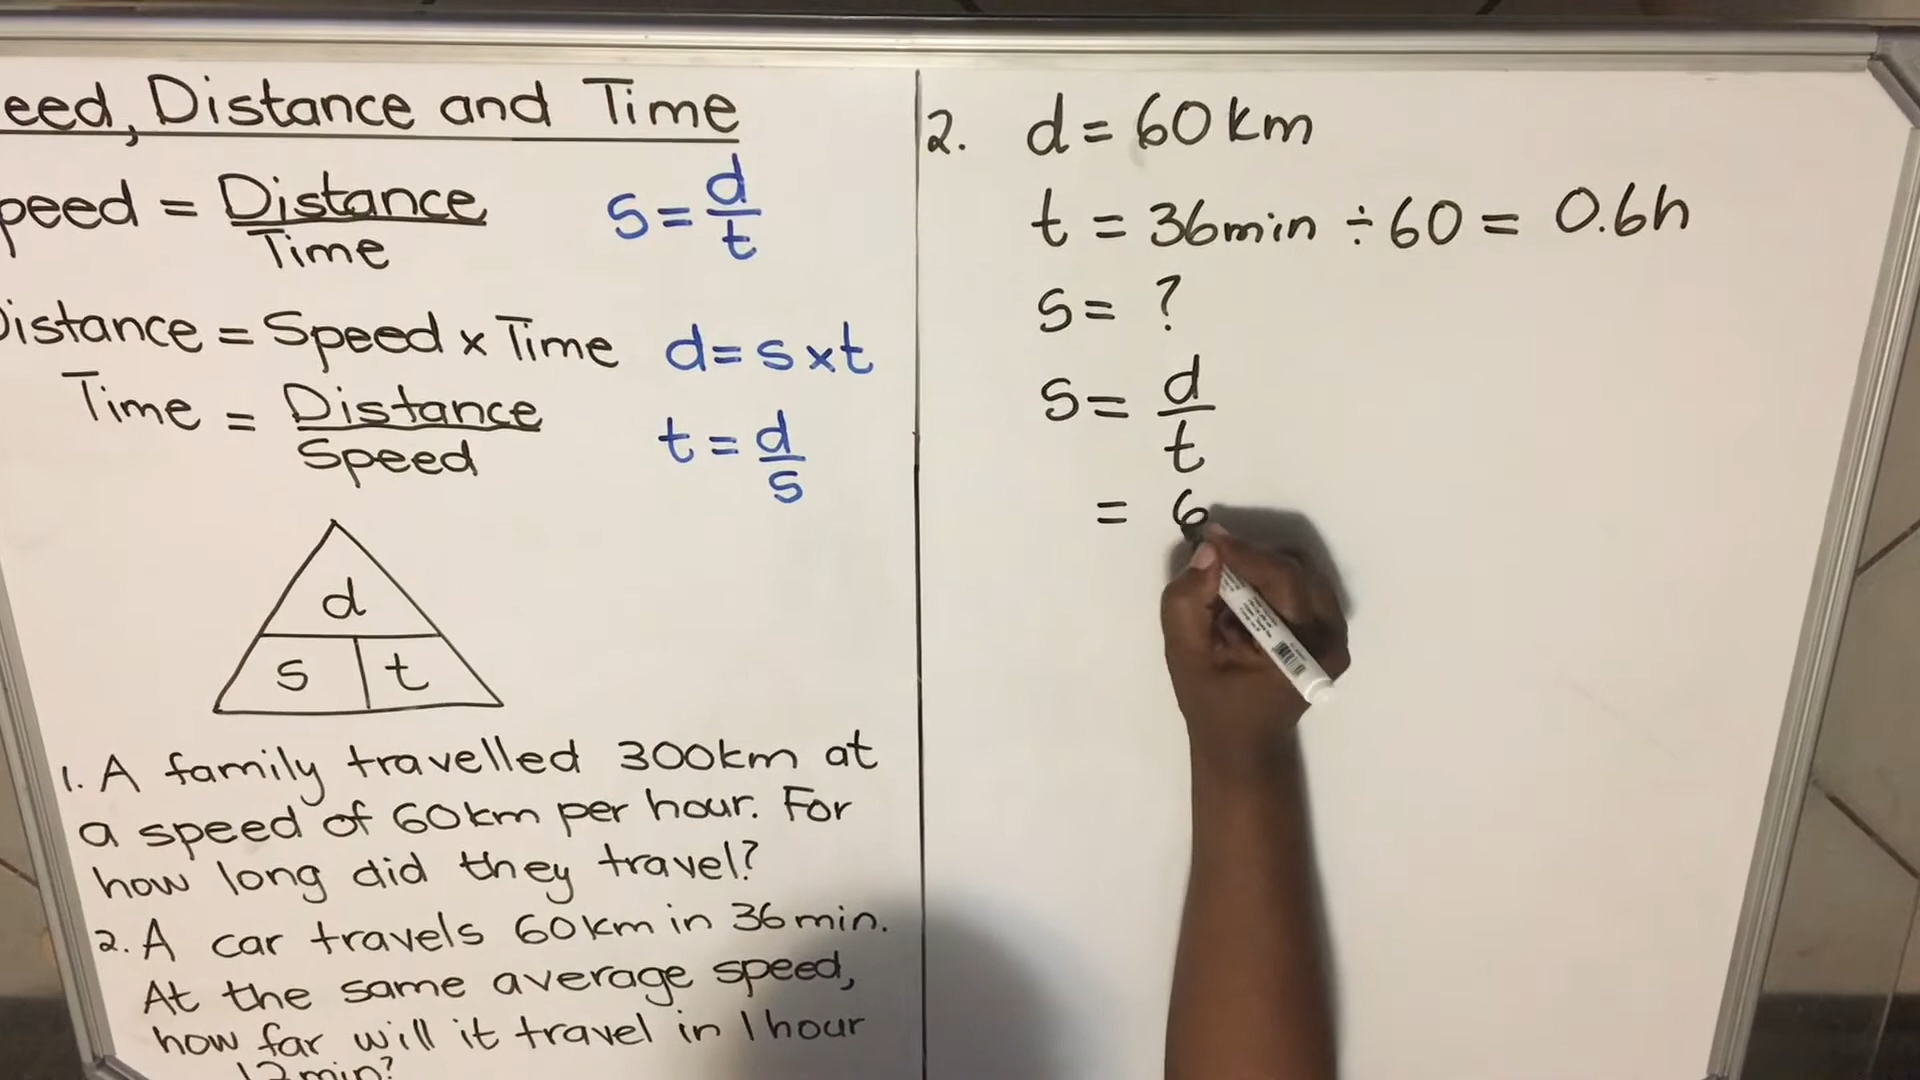 eed, Distance and Time
peed = Distance
Time
s = d
t
Distance = Speed x Time
d = s x t
Time = Distance
Speed
t = d
s
d
s t
1. A family travelled 300km at
a speed of 60km per hour. For
how long did they travel?
2. A car travels 60km in 36min.
At the same average speed,
how far will it travel in 1 hour
12min?
2. d = 60km
t = 36min ÷ 60 = 0.6h
s = ?
s = d
t
= 6